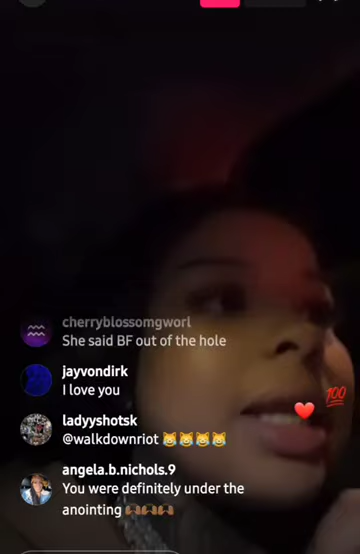 cherryblossomgworl
She said BF out of the hole
jayvondirk
I love you
ladyyshotsk
@walkdownriot 😹😹😹😹
angela.b.nichols.9
You were definitely under the
anointing 🙌🏾🙌🏾🙌🏾
💯